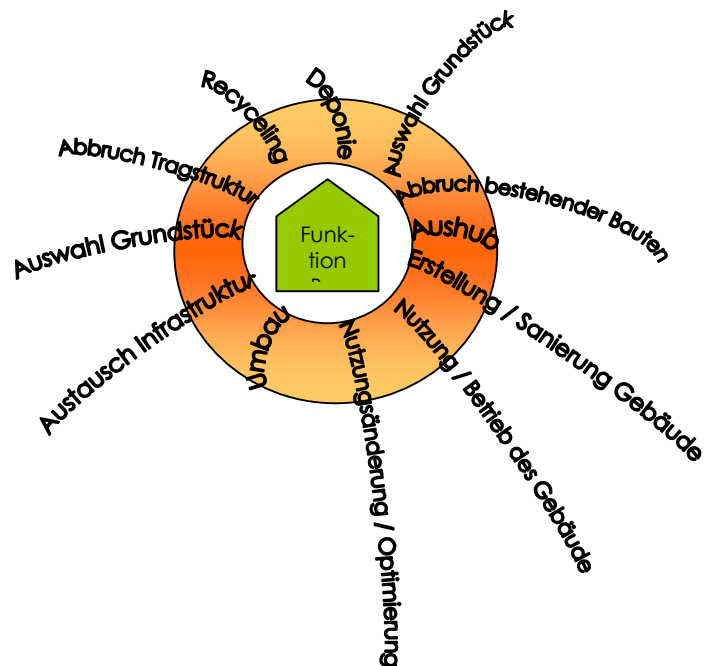 Auswahl Grundstück
Abbruch bestehender Bauten
Aushub
Erstellung / Sanierung Gebäude
Nutzung / Betrieb des Gebäude
Nutzungsänderung / Optimierung
Umbau
Austausch Infrastruktur
Auswahl Grundstück
Abbruch Tragstruktur
Recyceling
Deponie
Funk-
tion